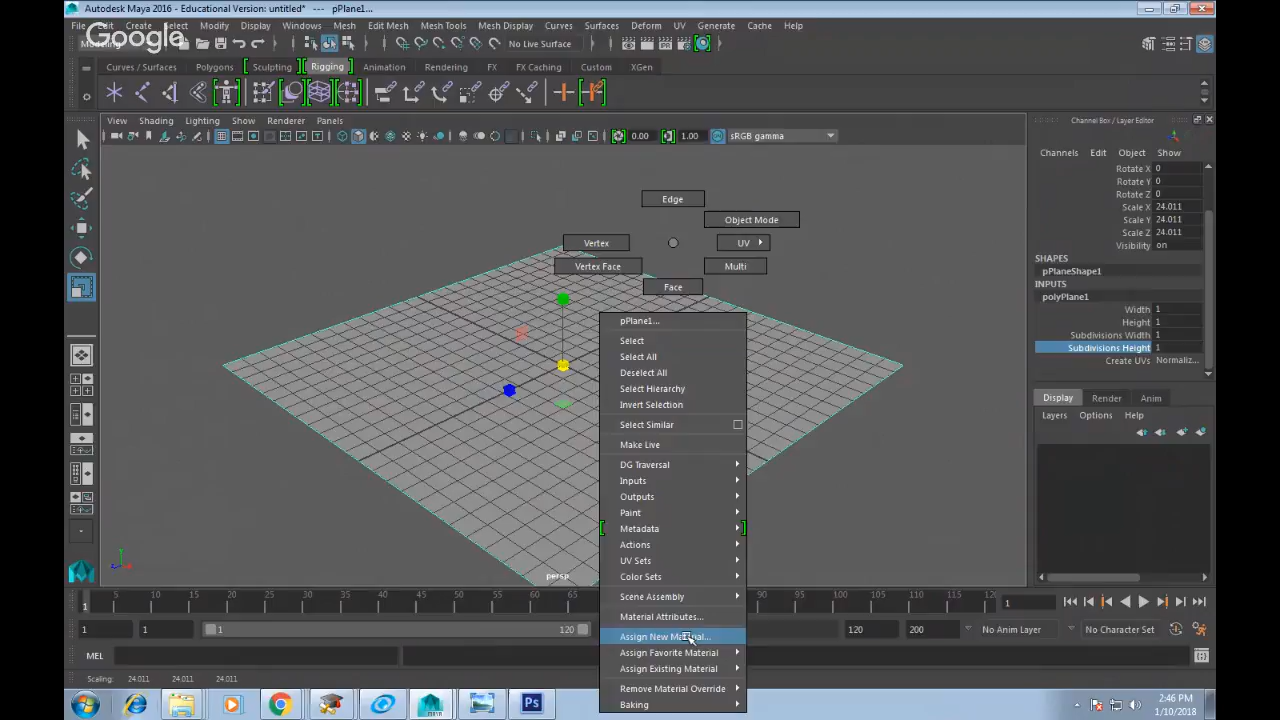 Autodesk Maya 2016 - Educational Version: untitled* --- pPlane1...
Create Select Modify Display Windows Mesh Edit Mesh Mesh Tools Mesh Display Curves Surfaces Deform UV Generate Cache Help
Google
No Live Surface
Curves / Surfaces Polygons Sculpting Rigging Animation Rendering FX FX Caching Custom XGen
View Shading Lighting Show Renderer Panels
0.00 1.00 sRGB gamma
Channel Box / Layer Editor
Channels Edit Object Show
Rotate X 0
Rotate Y 0
Rotate Z 0
Scale X 24.011
Scale Y 24.011
Scale Z 24.011
Visibility on
SHAPES
pPlaneShape1
INPUTS
polyPlane1
Width 1
Height 1
Subdivisions Width 1
Subdivisions Height 1
Create UVs Normaliz...
Display Render Anim
Layers Options Help
Edge
Object Mode
Vertex
UV
Vertex Face
Multi
Face
pPlane1...
Select
Select All
Deselect All
Select Hierarchy
Invert Selection
Select Similar
Make Live
DG Traversal
Inputs
Outputs
Paint
Metadata
Actions
UV Sets
Color Sets
Scene Assembly
Material Attributes...
Assign New Material...
Assign Favorite Material
Assign Existing Material
Remove Material Override
Baking
persp
1 5 10 15 20 25 30 35 40 45 50 55 60 65 90 95 100 105 110 115 120 1
1 1 1 120 120 200 No Anim Layer No Character Set
MEL
Scaling: 24.011 24.011 24.011
Ps
2:46 PM
1/10/2018